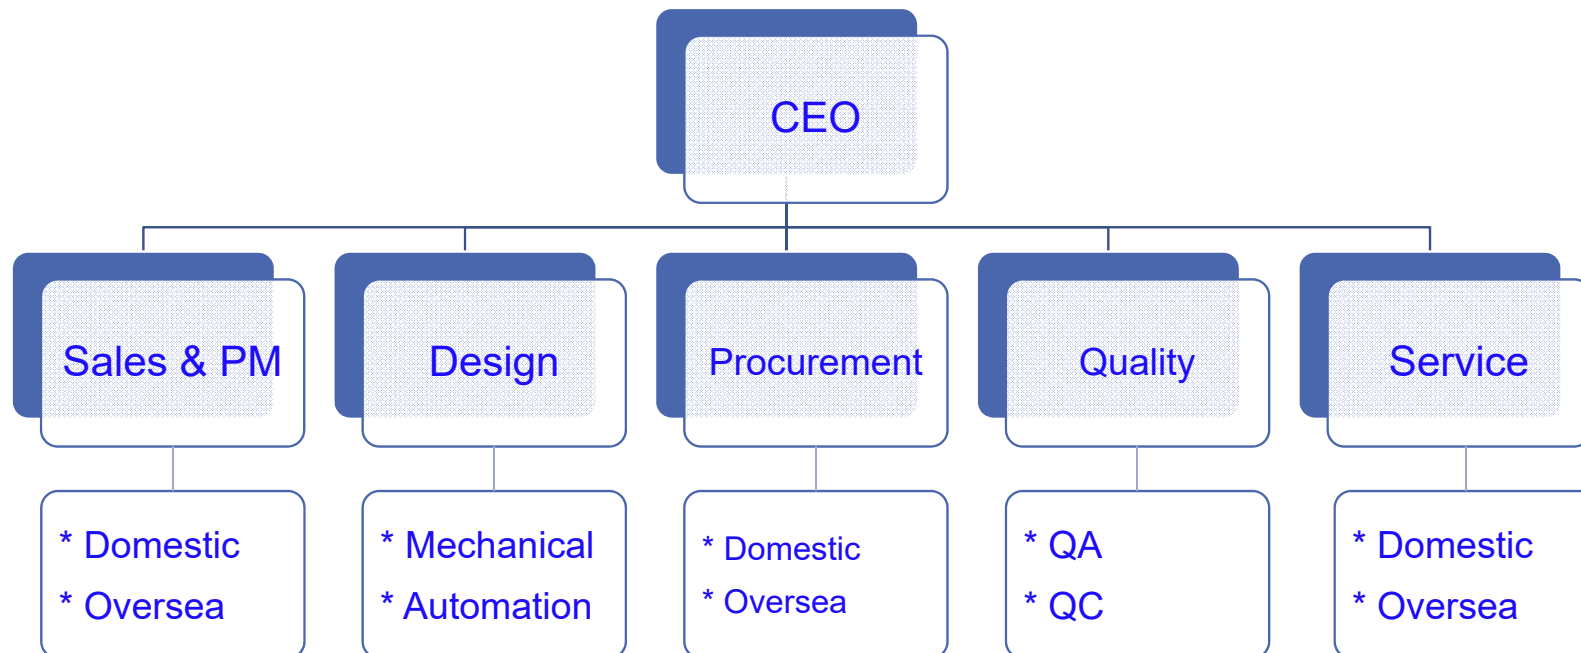 CEO
Sales & PM
Design
Procurement
Quality
Service
* Domestic
* Oversea
* Mechanical
* Automation
* Domestic
* Oversea
* QA
* QC
* Domestic
* Oversea